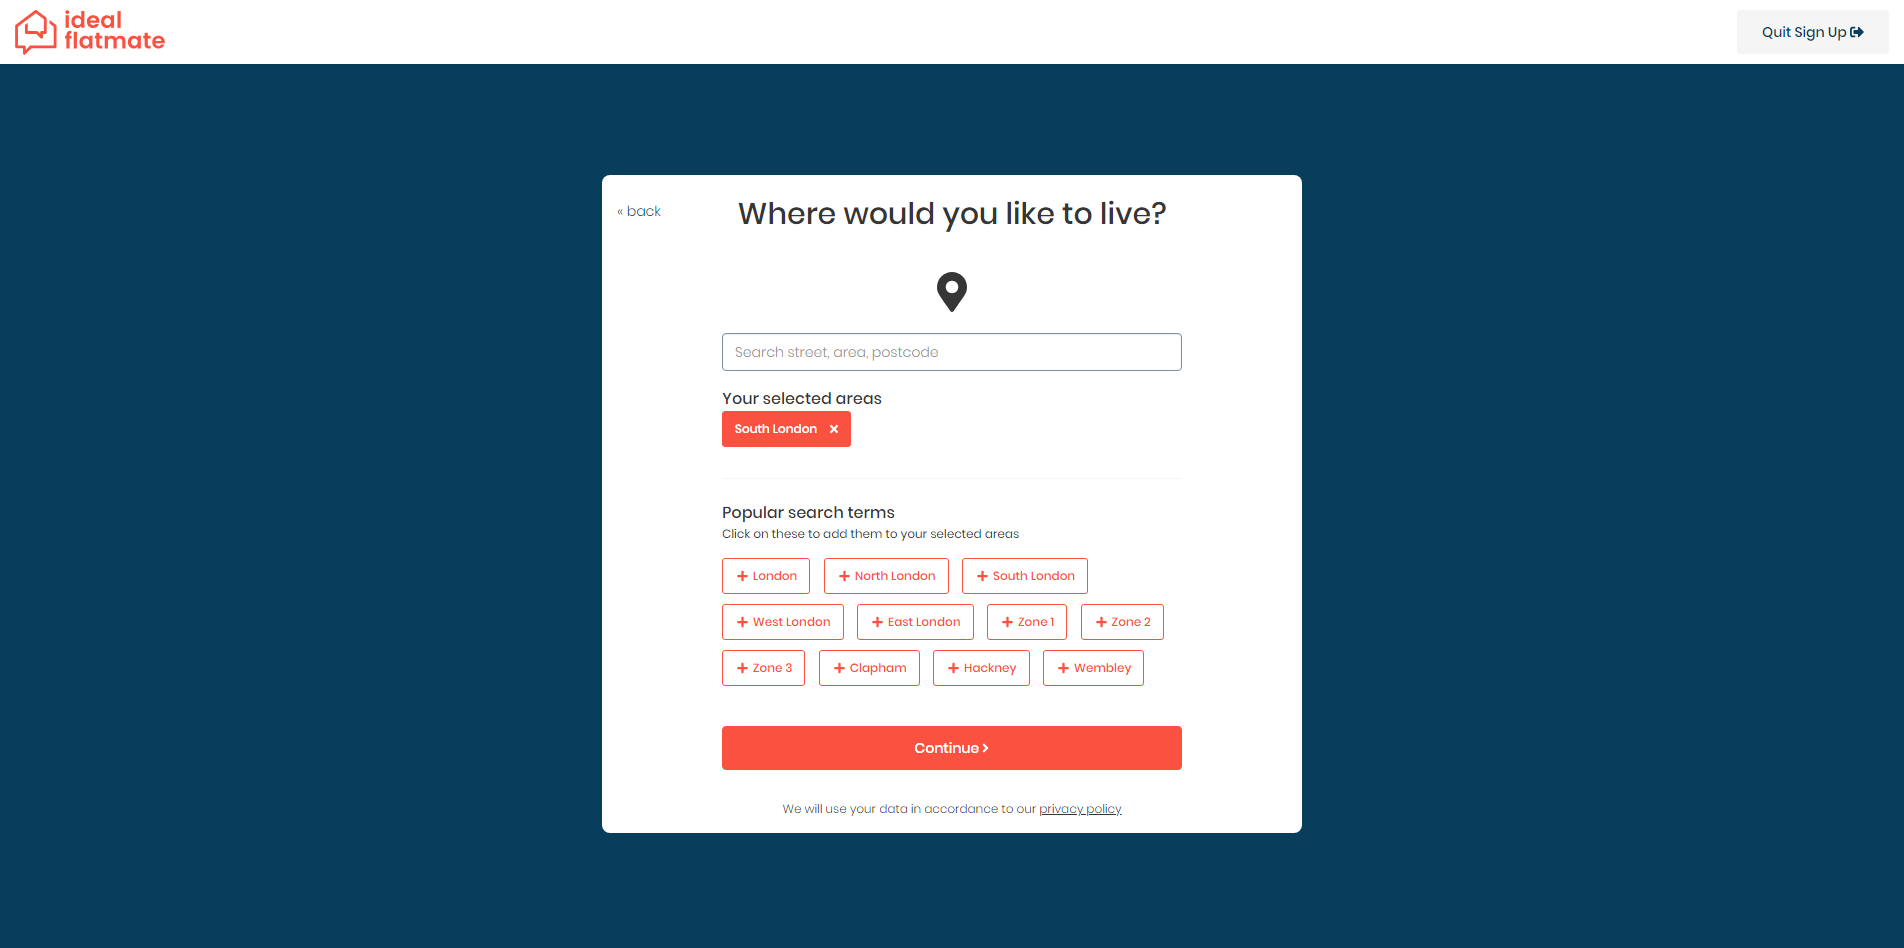 ideal
flatmate
Quit Sign Up
« back
Where would you like to live?
Search street, area, postcode
Your selected areas
South London ×
Popular search terms
Click on these to add them to your selected areas
+ London + North London + South London
+ West London + East London + Zone 1 + Zone 2
+ Zone 3 + Clapham + Hackney + Wembley
Continue >
We will use your data in accordance to our privacy policy